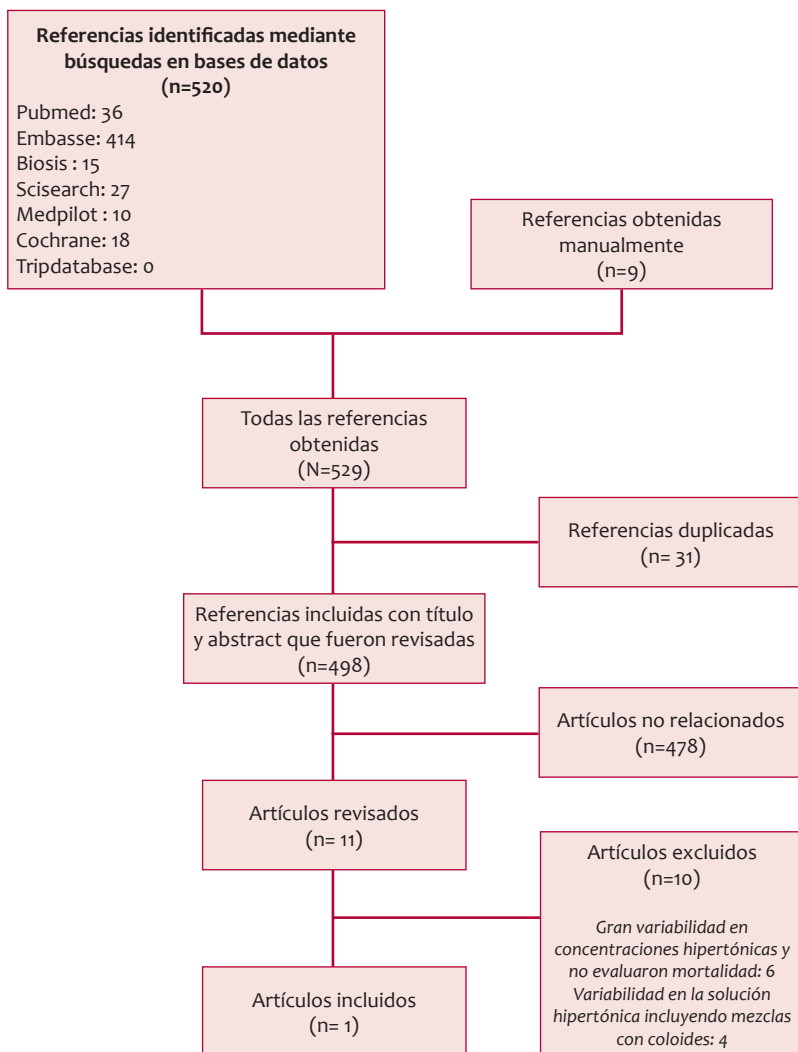 Referencias identificadas mediante
búsquedas en bases de datos
(n=520)
Pubmed: 36
Embasse: 414
Biosis : 15
Scisearch: 27
Medpilot : 10
Cochrane: 18
Tripdatabase: 0
Referencias obtenidas
manualmente
(n=9)
Todas las referencias
obtenidas
(N=529)
Referencias duplicadas
(n= 31)
Referencias incluidas con título
y abstract que fueron revisadas
(n=498)
Artículos no relacionados
(n=478)
Artículos revisados
(n= 11)
Artículos excluidos
(n=10)
Gran variabilidad en
concentraciones hipertónicas y
no evaluaron mortalidad: 6
Variabilidad en la solución
hipertónica incluyendo mezclas
con coloides: 4
Artículos incluidos
(n= 1)